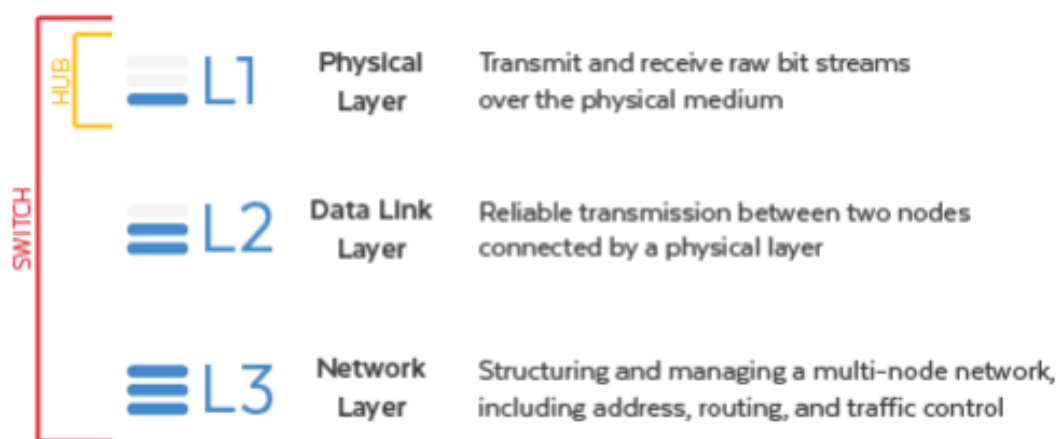 SWITCH
HUB
L1
Physical
Layer
Transmit and receive raw bit streams
over the physical medium
L2
Data Link
Layer
Reliable transmission between two nodes
connected by a physical layer
L3
Network
Layer
Structuring and managing a multi-node network,
including address, routing, and traffic control